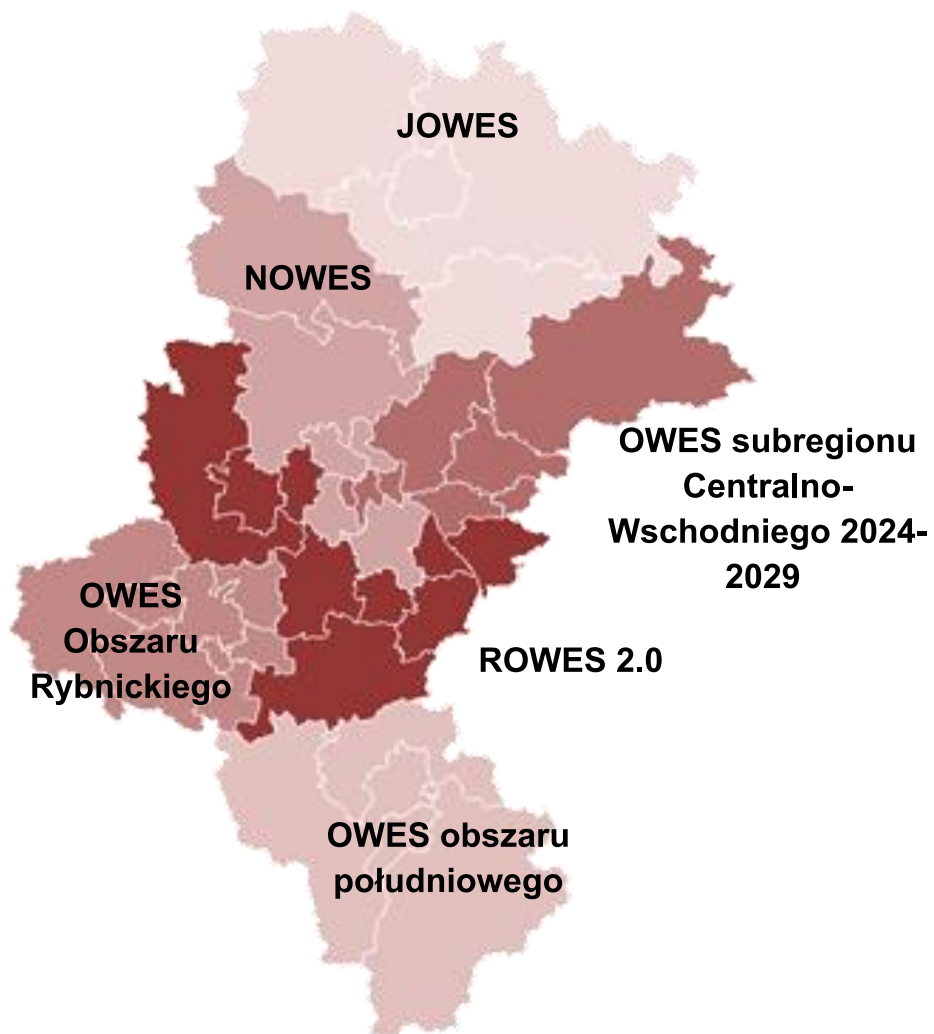 JOWES
NOWES
OWES subregionu
Centralno-
Wschodniego 2024-
2029
OWES
Obszaru
Rybnickiego
ROWES 2.0
OWES obszaru
południowego